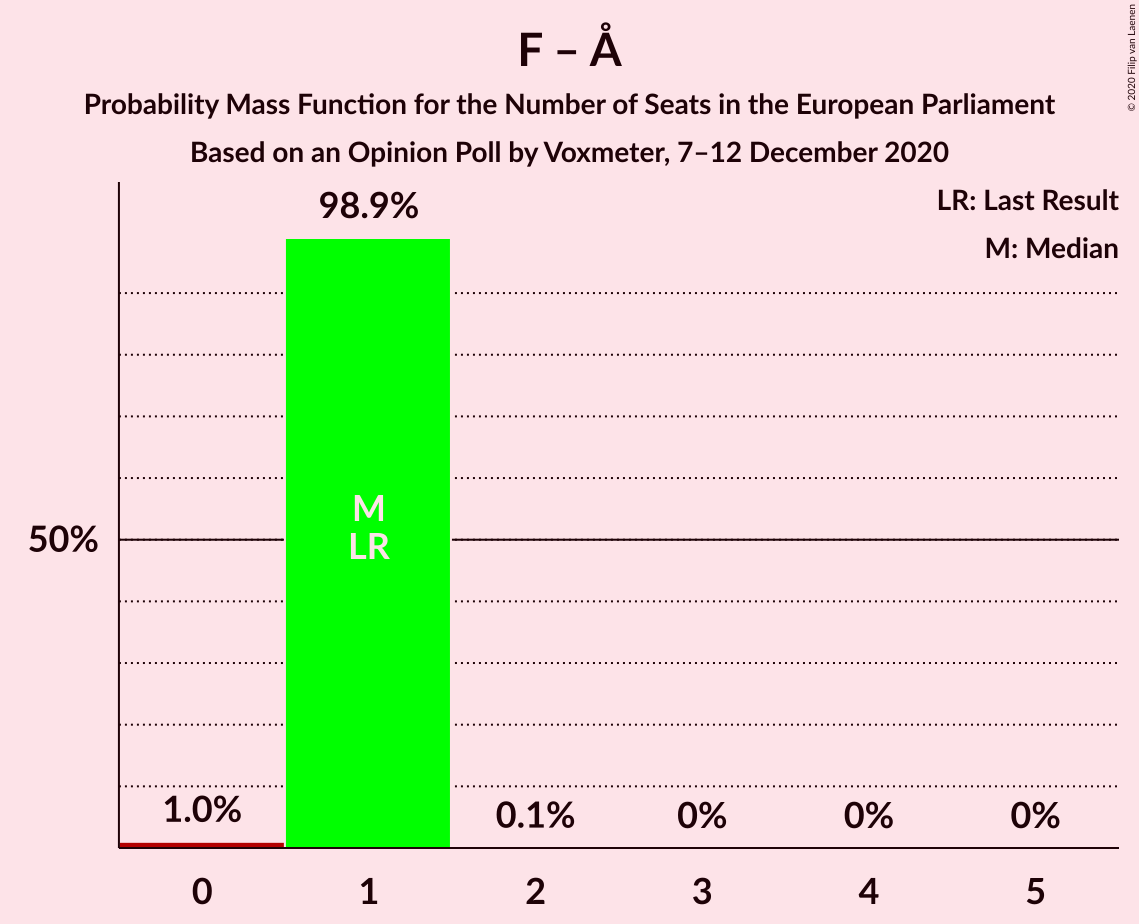 F – Å
Probability Mass Function for the Number of Seats in the European Parliament
Based on an Opinion Poll by Voxmeter, 7–12 December 2020
© 2020 Filip van Laenen
LR: Last Result
M: Median
98.9%
M
LR
50%
1.0%
0.1%
0%
0%
0%
0
1
2
3
4
5